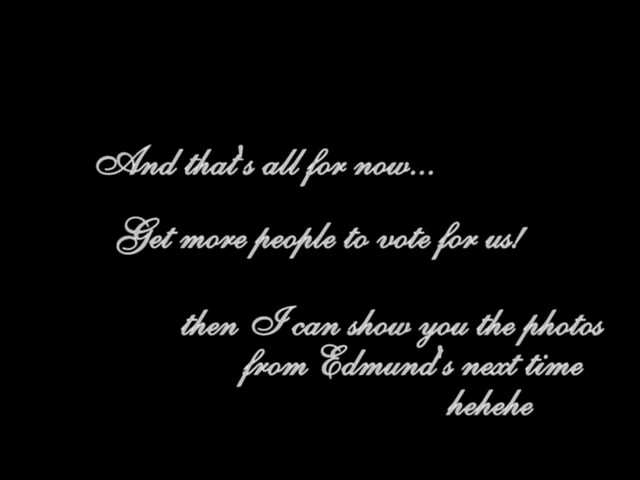 And that's all for now...
Get more people to vote for us!
then I can show you the photos
from Edmund's next time
hehehe